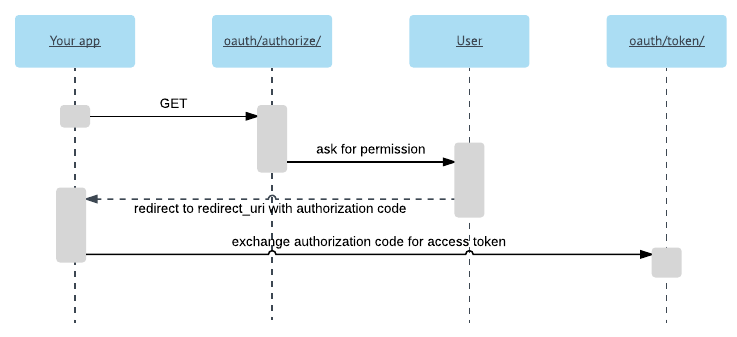 Your app
oauth/authorize/
User
oauth/token/
GET
ask for permission
redirect to redirect_uri with authorization code
exchange authorization code for access token